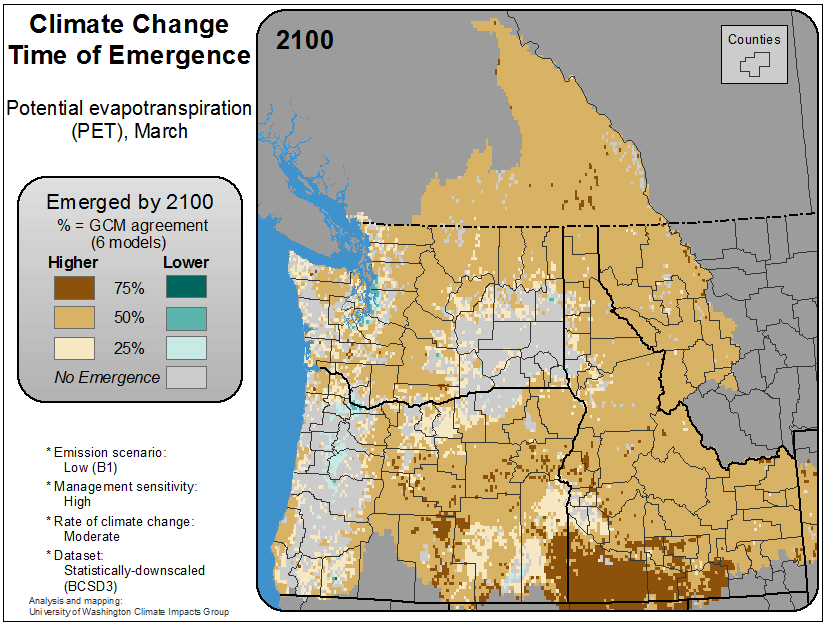 Climate Change
Time of Emergence
Potential evapotranspiration
(PET), March
Emerged by 2100
% = GCM agreement
(6 models)
Higher Lower
75%
50%
25%
No Emergence
* Emission scenario:
Low (B1)
* Management sensitivity:
High
* Rate of climate change:
Moderate
* Dataset:
Statistically-downscaled
(BCSD3)
Analysis and mapping:
University of Washington Climate Impacts Group
2100
Counties